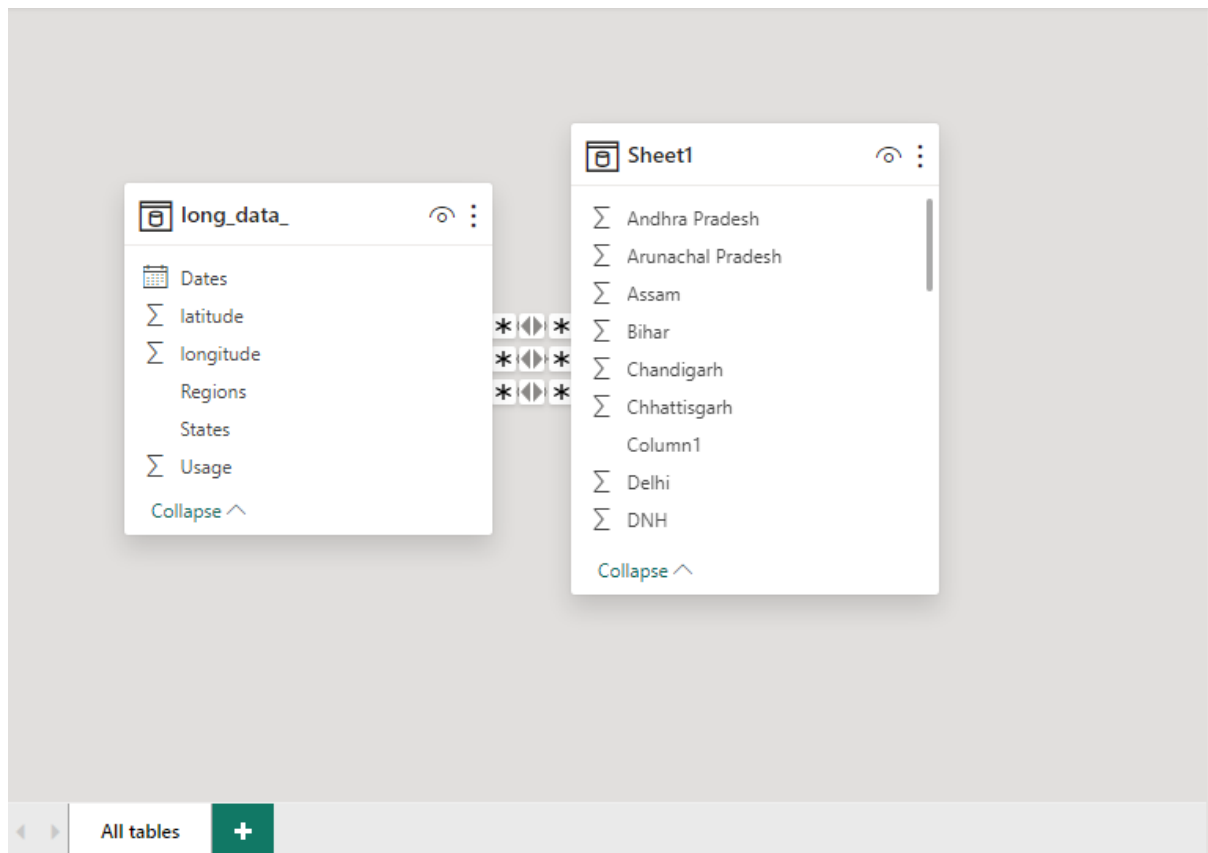 long_data_
Dates
latitude
longitude
Regions
States
Usage
Collapse
Sheet1
Andhra Pradesh
Arunachal Pradesh
Assam
Bihar
Chandigarh
Chhattisgarh
Column1
Delhi
DNH
Collapse
All tables